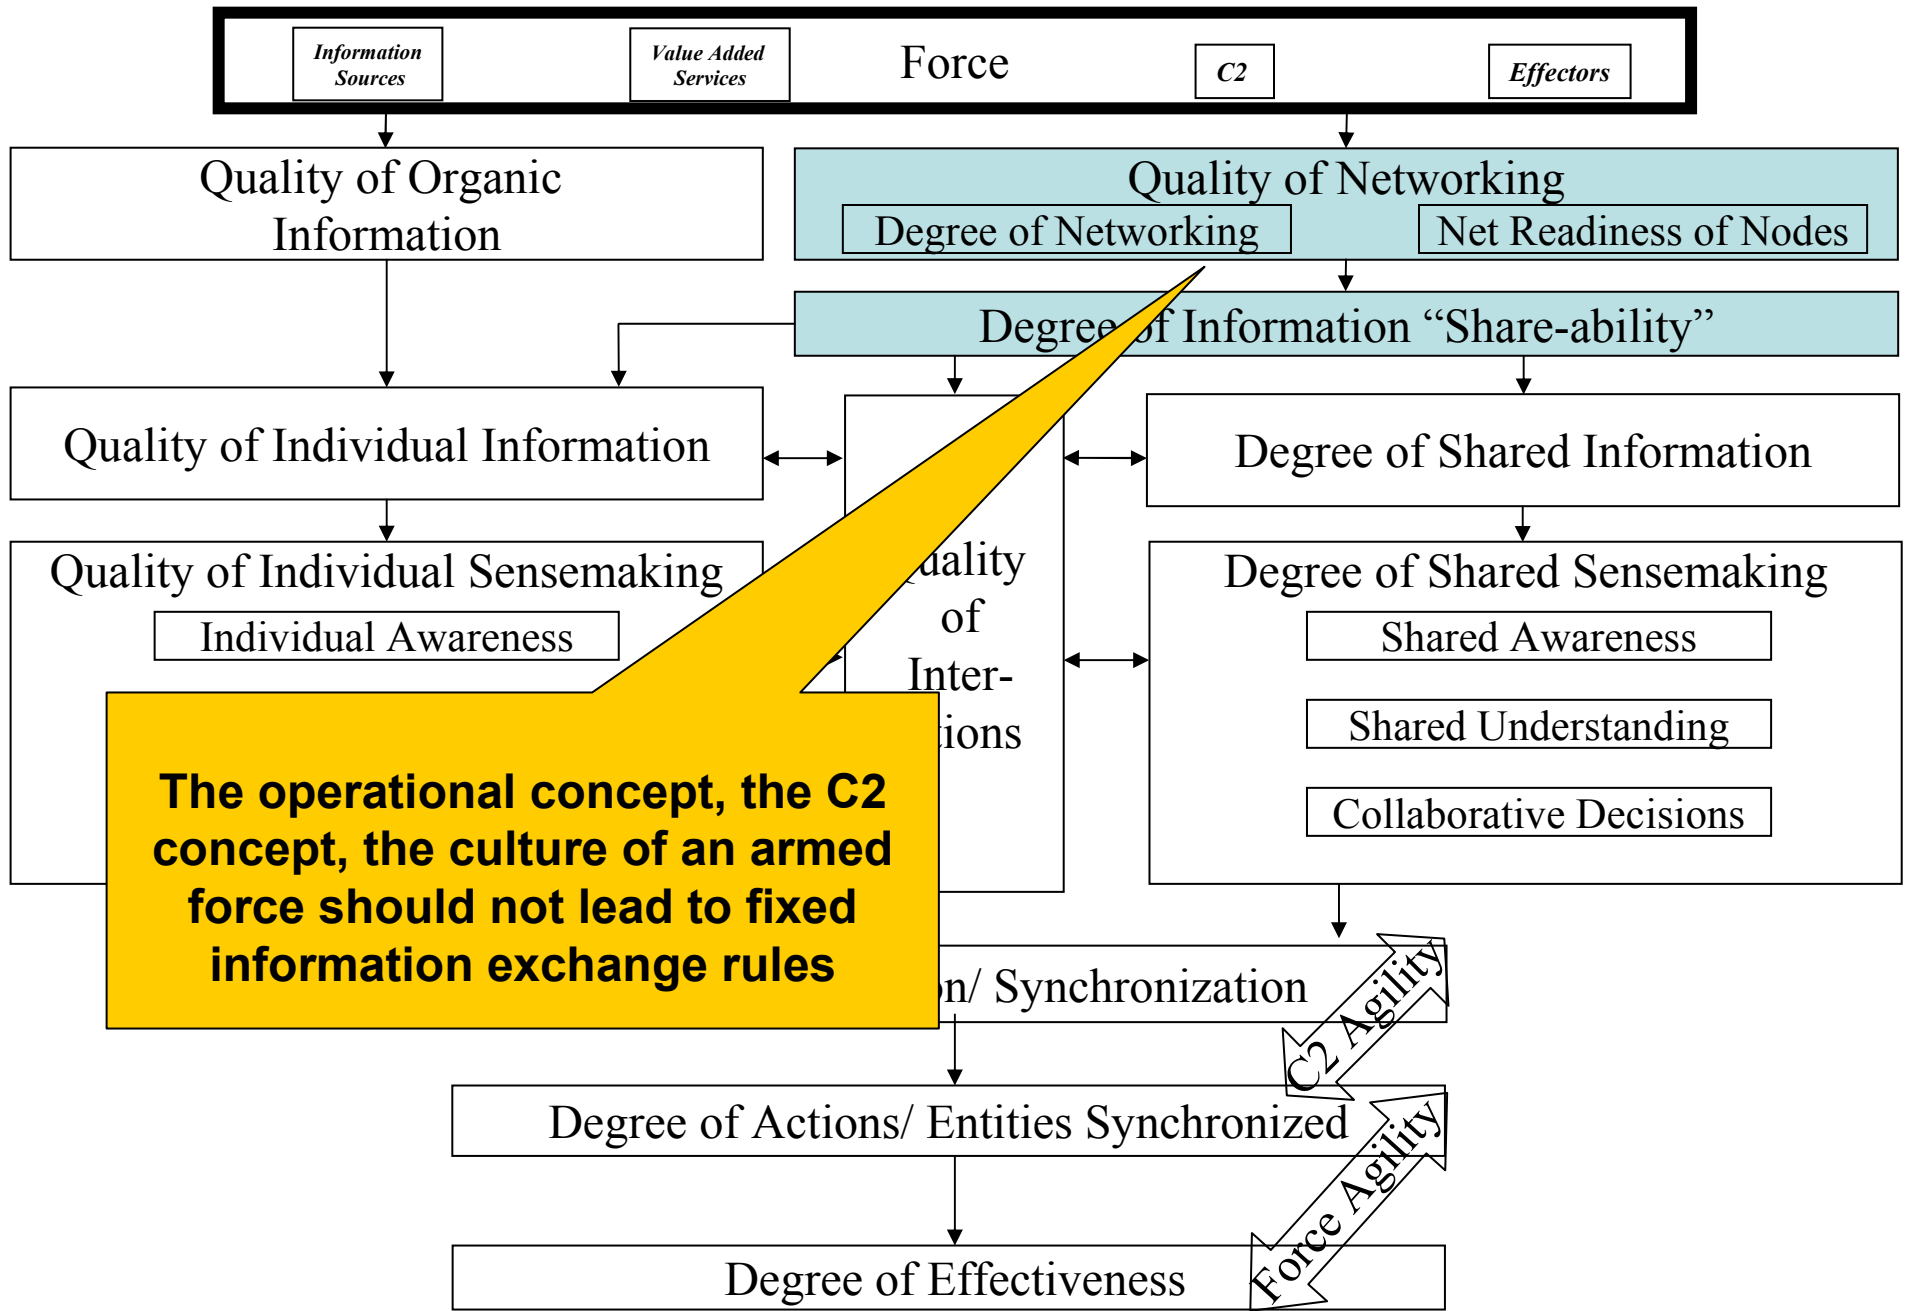 Information
Sources
Value Added
Services
Force
C2
Effectors
Quality of Organic
Information
Quality of Networking
Degree of Networking
Net Readiness of Nodes
Degree of Information “Share-ability”
Quality of Individual Information
Degree of Shared Information
Quality of Individual Sensemaking
Individual Awareness
of
Inter-
Degree of Shared Sensemaking
Shared Awareness
Shared Understanding
Collaborative Decisions
The operational concept, the C2
concept, the culture of an armed
force should not lead to fixed
information exchange rules
Synchronization
C2 Agility
Degree of Actions/ Entities Synchronized
Force Agility
Degree of Effectiveness